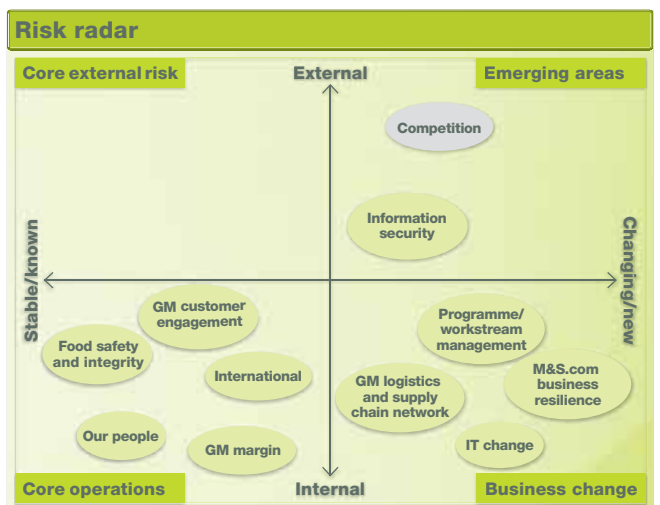 Risk radar
Core external risk
External
Emerging areas
Competition
Information
security
Stable/known
Changing/new
GM customer
engagement
Food safety
and integrity
International
Our people
GM margin
Programme/
workstream
management
GM logistics
and supply
chain network
M&S.com
business
resilience
IT change
Core operations
Internal
Business change